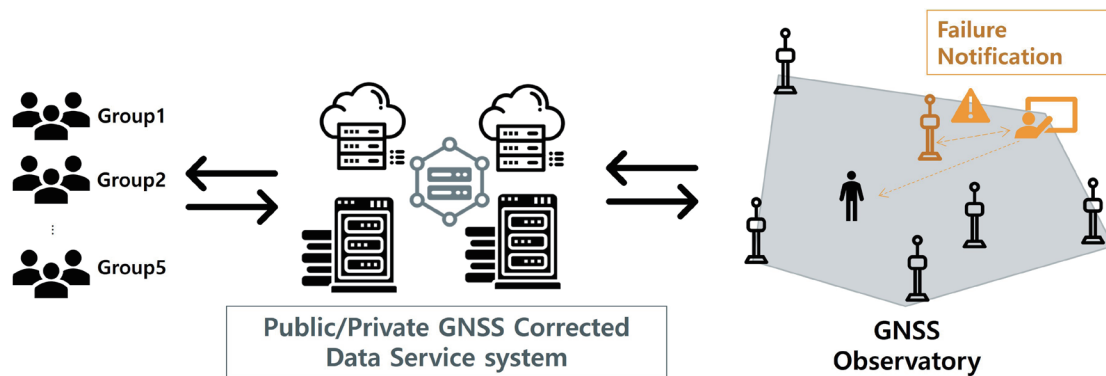 Failure
Notification
Group1
Group2
⋮
Group5
Public/Private GNSS Corrected
Data Service system
GNSS
Observatory